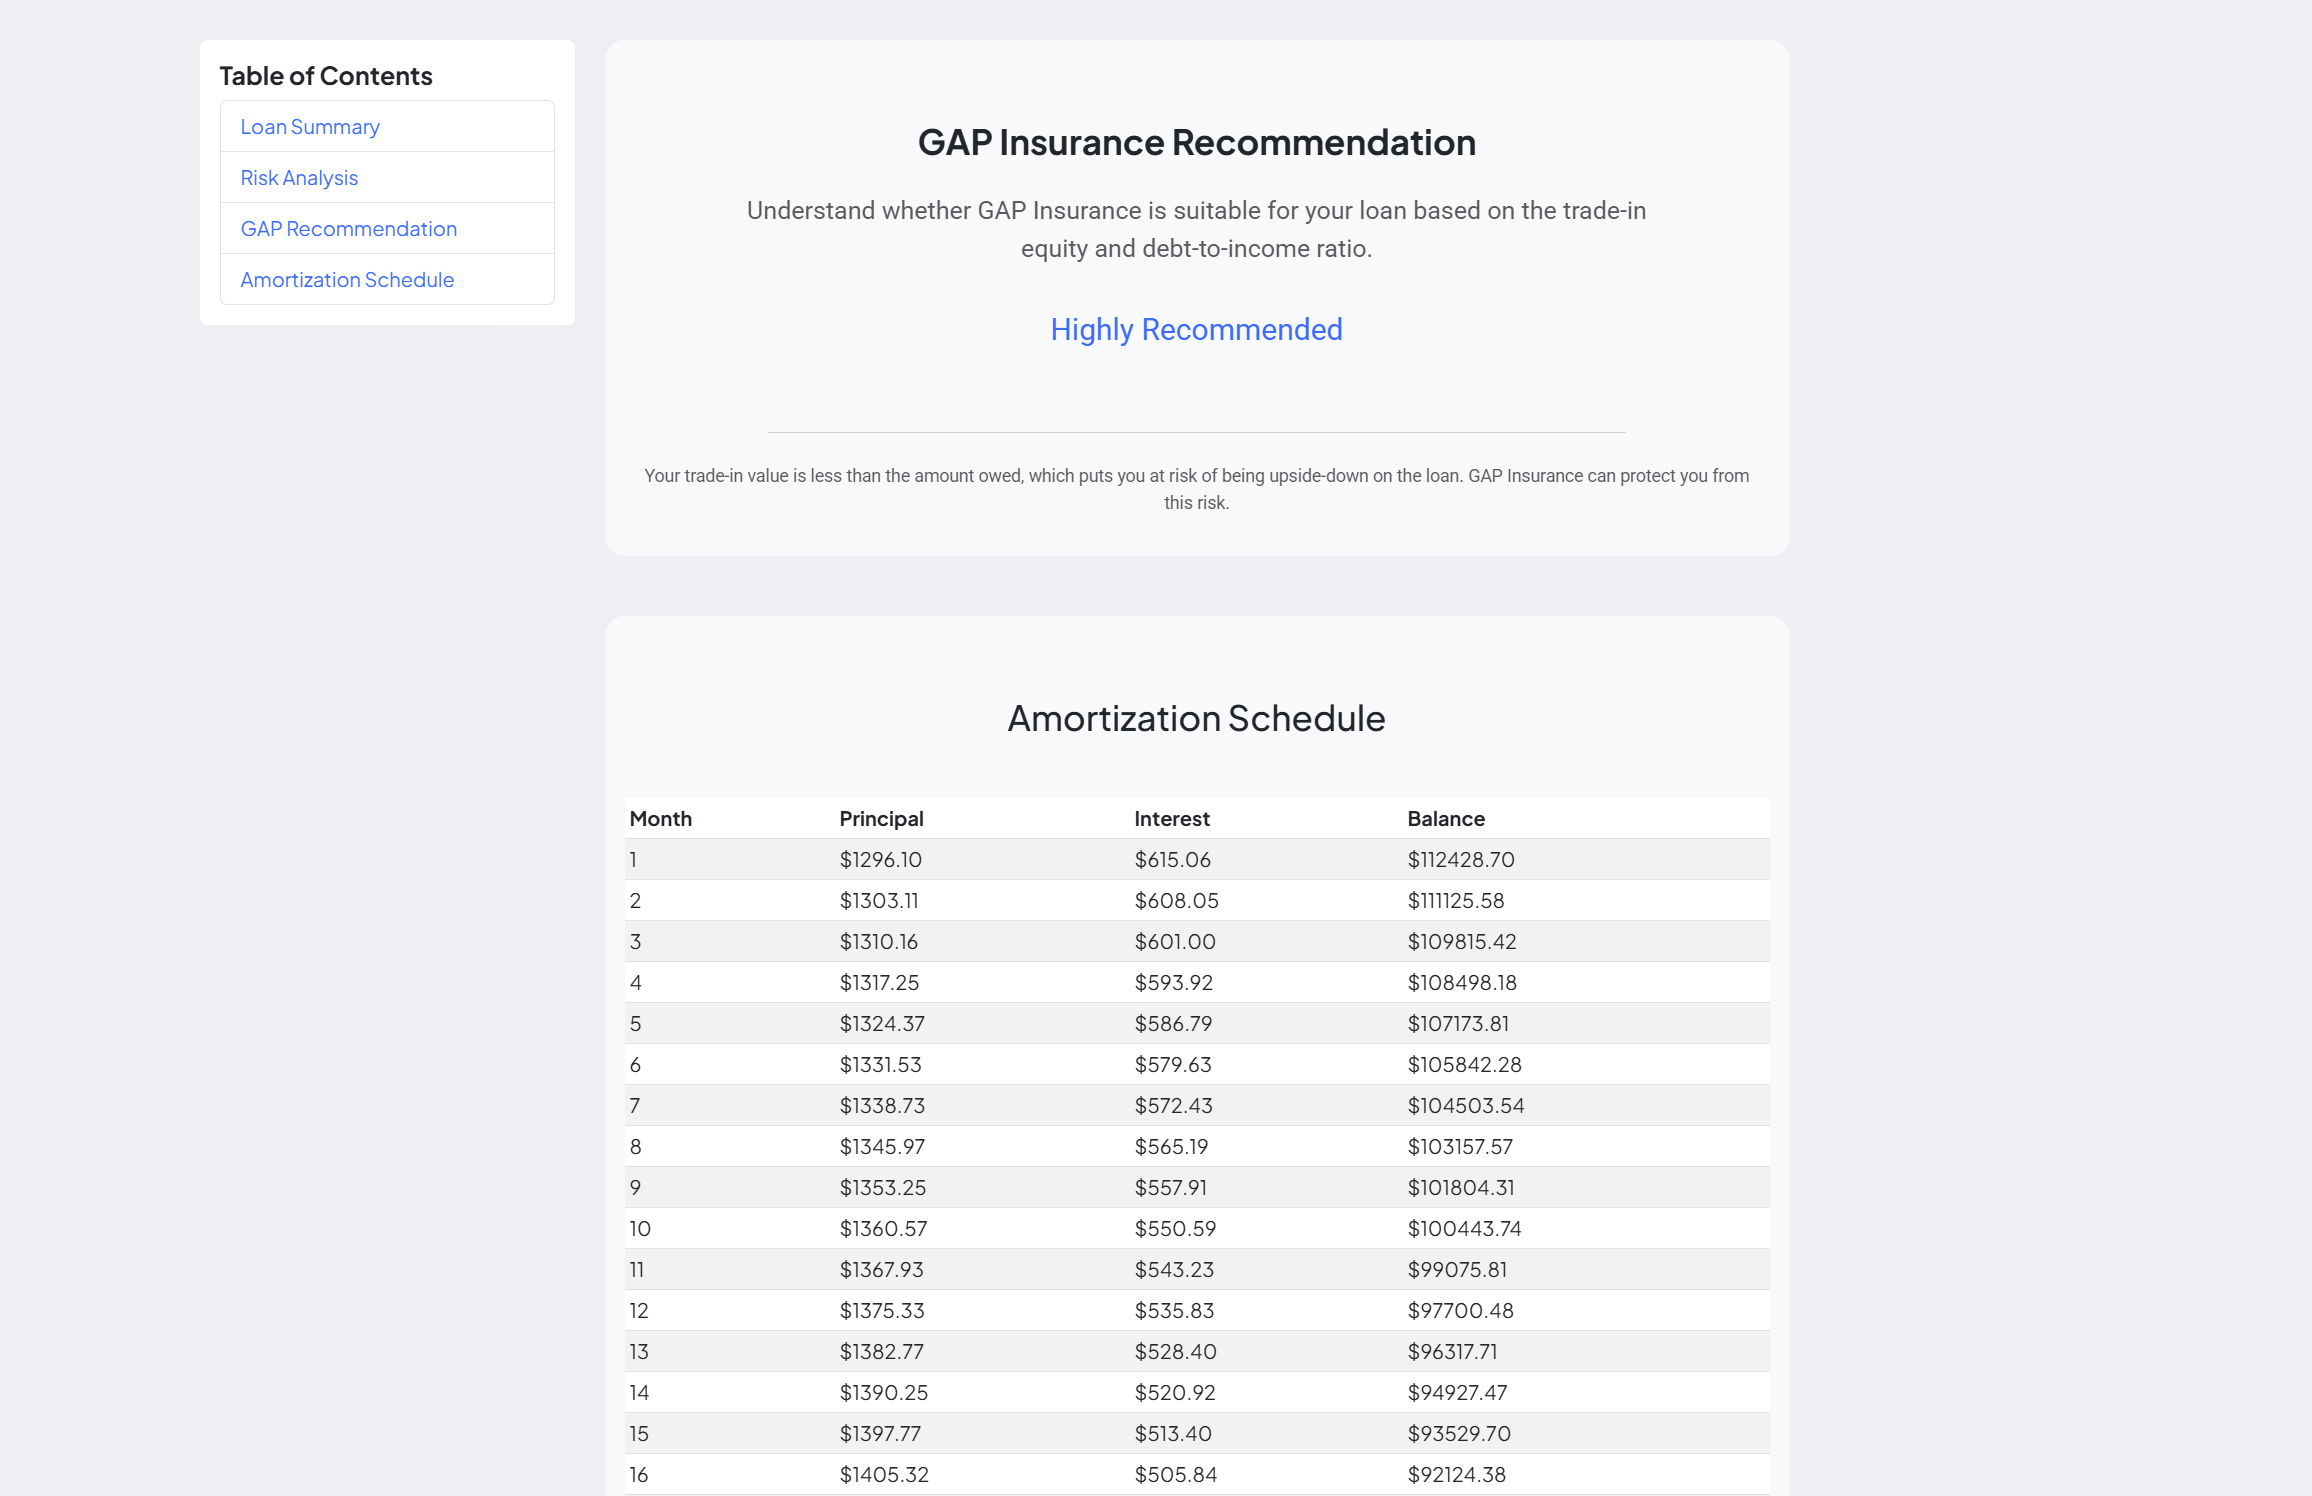 Table of Contents
Loan Summary
Risk Analysis
GAP Recommendation
Amortization Schedule
GAP Insurance Recommendation
Understand whether GAP Insurance is suitable for your loan based on the trade-in
equity and debt-to-income ratio.
Highly Recommended
Your trade-in value is less than the amount owed, which puts you at risk of being upside-down on the loan. GAP Insurance can protect you from
this risk.
Amortization Schedule
Month Principal Interest Balance
1 $1296.10 $615.06 $112428.70
2 $1303.11 $608.05 $111125.58
3 $1310.16 $601.00 $109815.42
4 $1317.25 $593.92 $108498.18
5 $1324.37 $586.79 $107173.81
6 $1331.53 $579.63 $105842.28
7 $1338.73 $572.43 $104503.54
8 $1345.97 $565.19 $103157.57
9 $1353.25 $557.91 $101804.31
10 $1360.57 $550.59 $100443.74
11 $1367.93 $543.23 $99075.81
12 $1375.33 $535.83 $97700.48
13 $1382.77 $528.40 $96317.71
14 $1390.25 $520.92 $94927.47
15 $1397.77 $513.40 $93529.70
16 $1405.32 $505.84 $92124.38